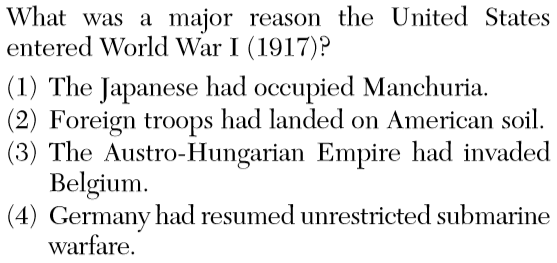 What was a major reason the United States
entered World War I (1917)?
(1) The Japanese had occupied Manchuria.
(2) Foreign troops had landed on American soil.
(3) The Austro-Hungarian Empire had invaded
Belgium.
(4) Germany had resumed unrestricted submarine
warfare.